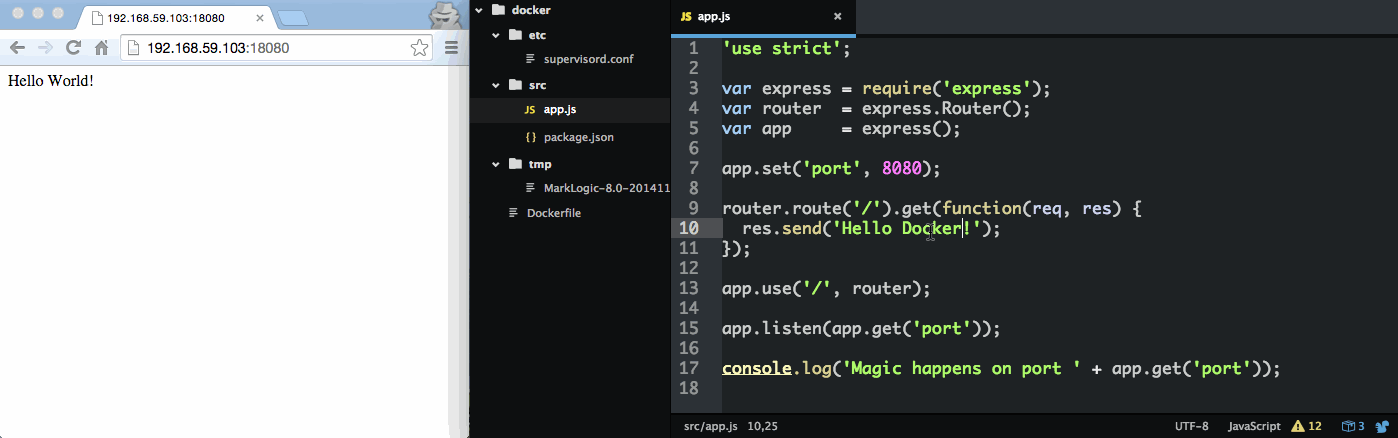 192.168.59.103:18080
192.168.59.103:18080
Hello World!
docker
etc
supervisord.conf
src
JS app.js
{} package.json
tmp
MarkLogic-8.0-201411
Dockerfile
JS app.js
1 'use strict';
2
3 var express = require('express');
4 var router  = express.Router();
5 var app     = express();
6
7 app.set('port', 8080);
8
9 router.route('/').get(function(req, res) {
10   res.send('Hello Docker!');
11 });
12
13 app.use('/', router);
14
15 app.listen(app.get('port'));
16
17 console.log('Magic happens on port ' + app.get('port'));
18
src/app.js 10,25 UTF-8 JavaScript 12 3